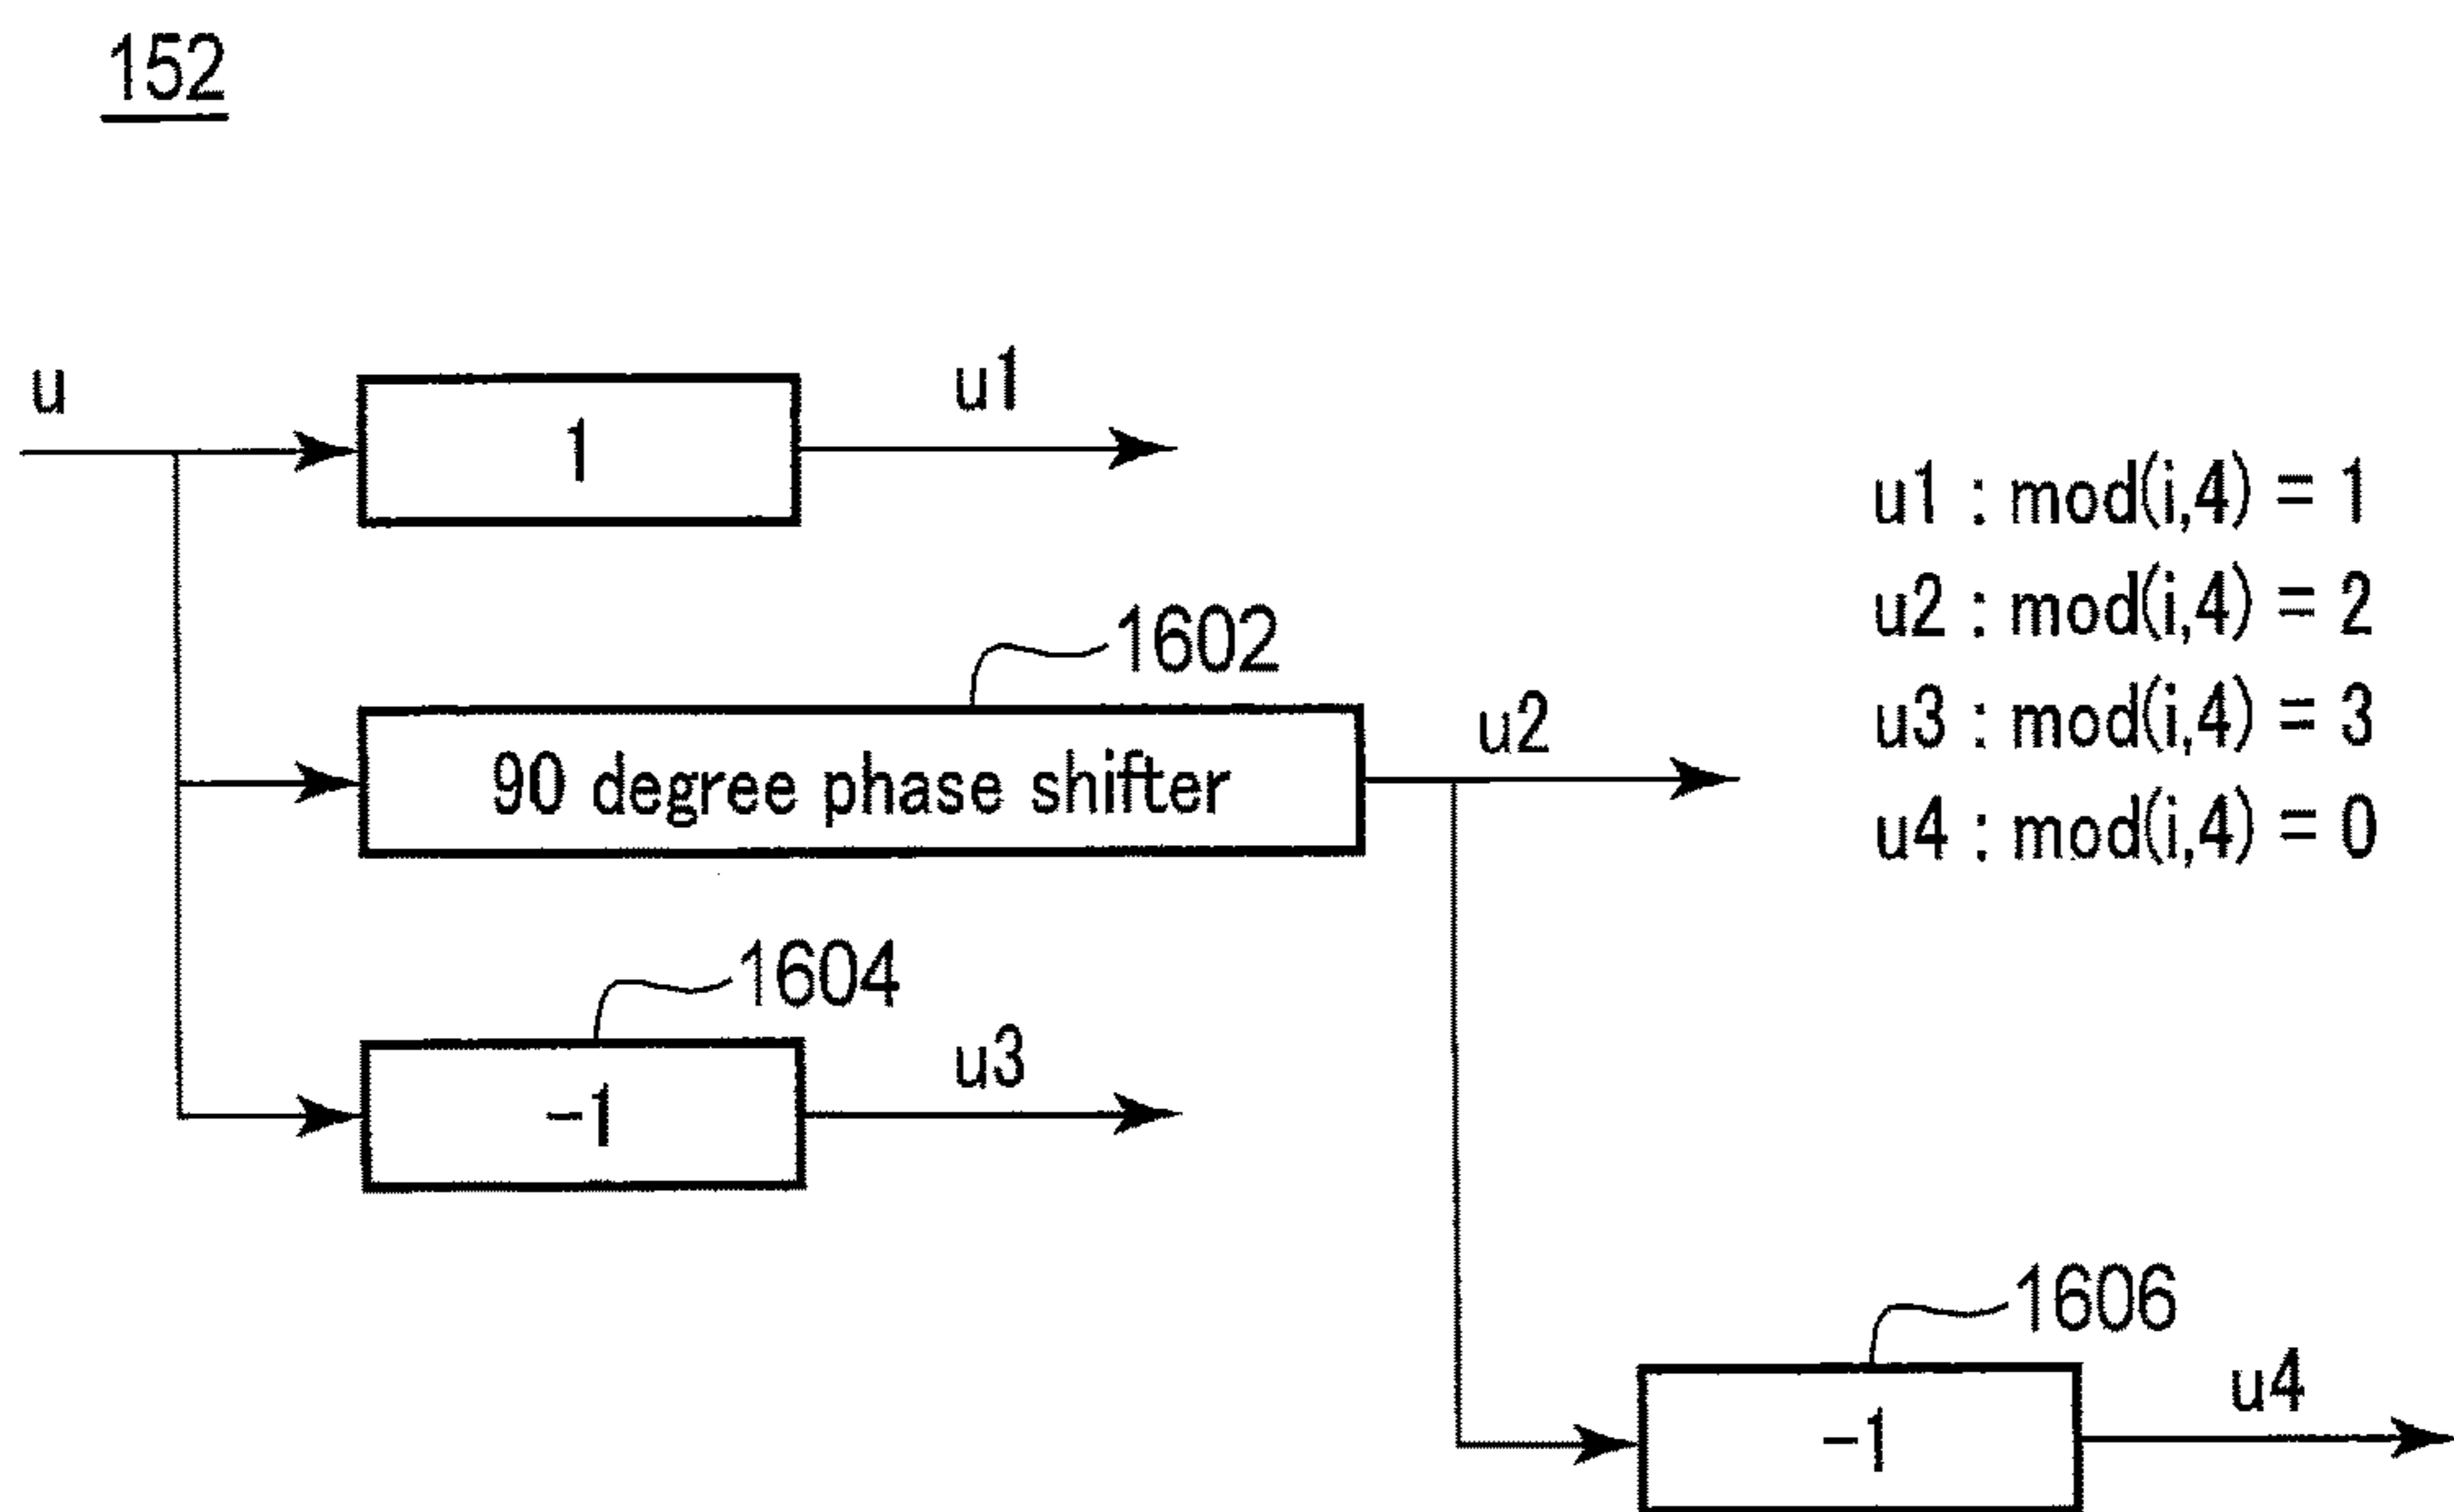 152
u
1
u1
u1 : mod(i,4) = 1
u2 : mod(i,4) = 2
u3 : mod(i,4) = 3
u4 : mod(i,4) = 0
1602
90 degree phase shifter
u2
1604
-1
u3
1606
-1
u4